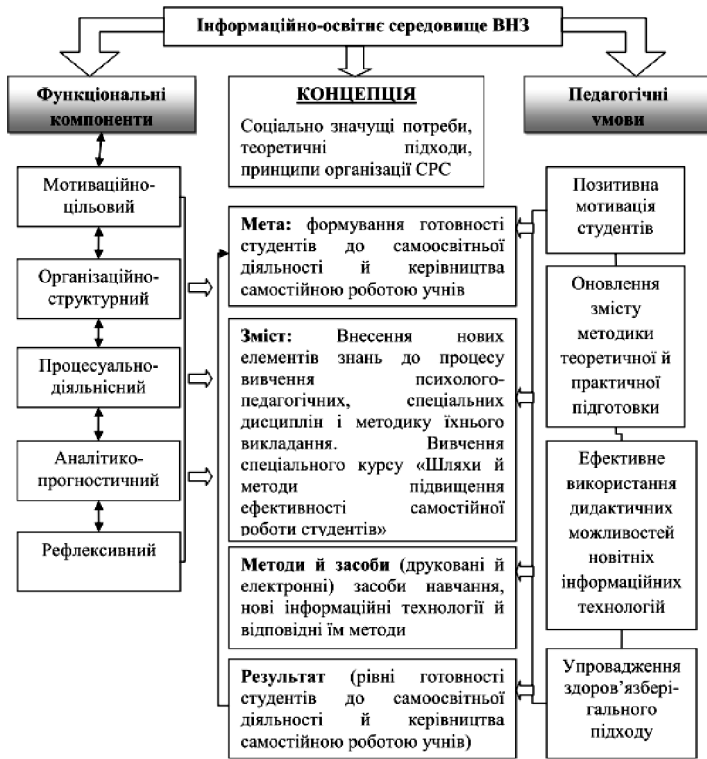 Інформаційно-освітнє середовище ВНЗ
Функціональні
компоненти
КОНЦЕПЦІЯ
Соціально значущі потреби,
теоретичні підходи,
принципи організації СРС
Педагогічні
умови
Мотиваційно-
цільовий
Організаційно-
структурний
Процесуально-
діяльнісний
Аналітико-
прогностичний
Рефлексивний
Мета: формування готовності
студентів до самоосвітньої
діяльності й керівництва
самостійною роботою учнів
Зміст: Внесення нових
елементів знань до процесу
вивчення психолого-
педагогічних, спеціальних
дисциплін і методику їхнього
викладання. Вивчення
спеціального курсу «Шляхи й
методи підвищення
ефективності самостійної
роботи студентів»
Методи й засоби (друковані й
електронні) засоби навчання,
нові інформаційні технології й
відповідні їм методи
Результат (рівні готовності
студентів до самоосвітньої
діяльності й керівництва
самостійною роботою учнів)
Позитивна
мотивація
студентів
Оновлення
змісту
методики
теоретичної й
практичної
підготовки
Ефективне
використання
дидактичних
можливостей
новітніх
інформаційних
технологій
Упровадження
здоров’язбері-
гального
підходу